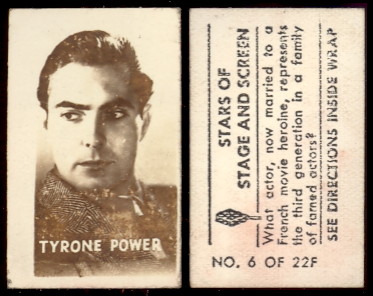 TYRONE POWER
STARS OF
STAGE AND SCREEN
What actor, now married to a
French movie heroine, represents
the third generation in a family
of famed actors?
SEE DIRECTIONS INSIDE WRAP
NO. 6 OF 22F